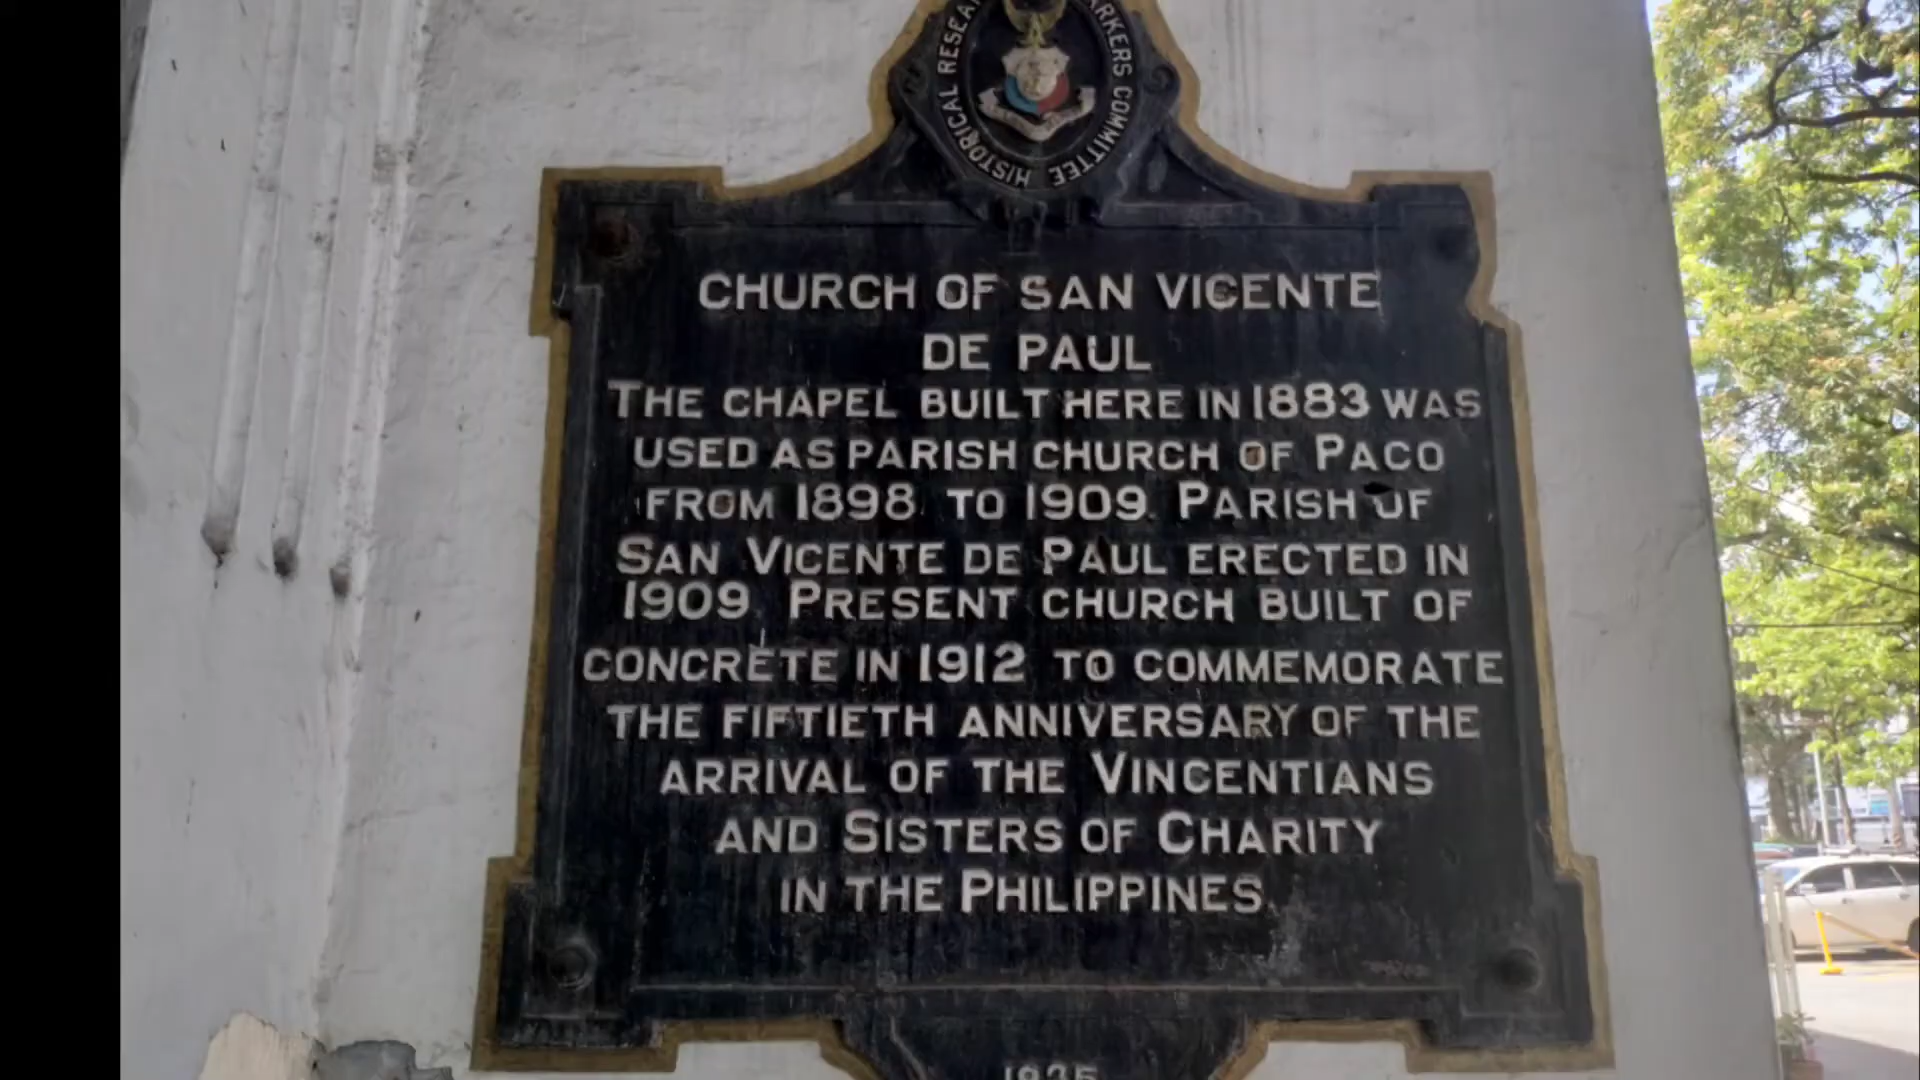 HISTORICAL RESEA ARKERS COMMITTEE
CHURCH OF SAN VICENTE
DE PAUL
THE CHAPEL BUILT HERE IN 1883 WAS
USED AS PARISH CHURCH OF PACO
FROM 1898 TO 1909. PARISH OF
SAN VICENTE DE PAUL ERECTED IN
1909. PRESENT CHURCH BUILT OF
CONCRETE IN 1912 TO COMMEMORATE
THE FIFTIETH ANNIVERSARY OF THE
ARRIVAL OF THE VINCENTIANS
AND SISTERS OF CHARITY
IN THE PHILIPPINES.